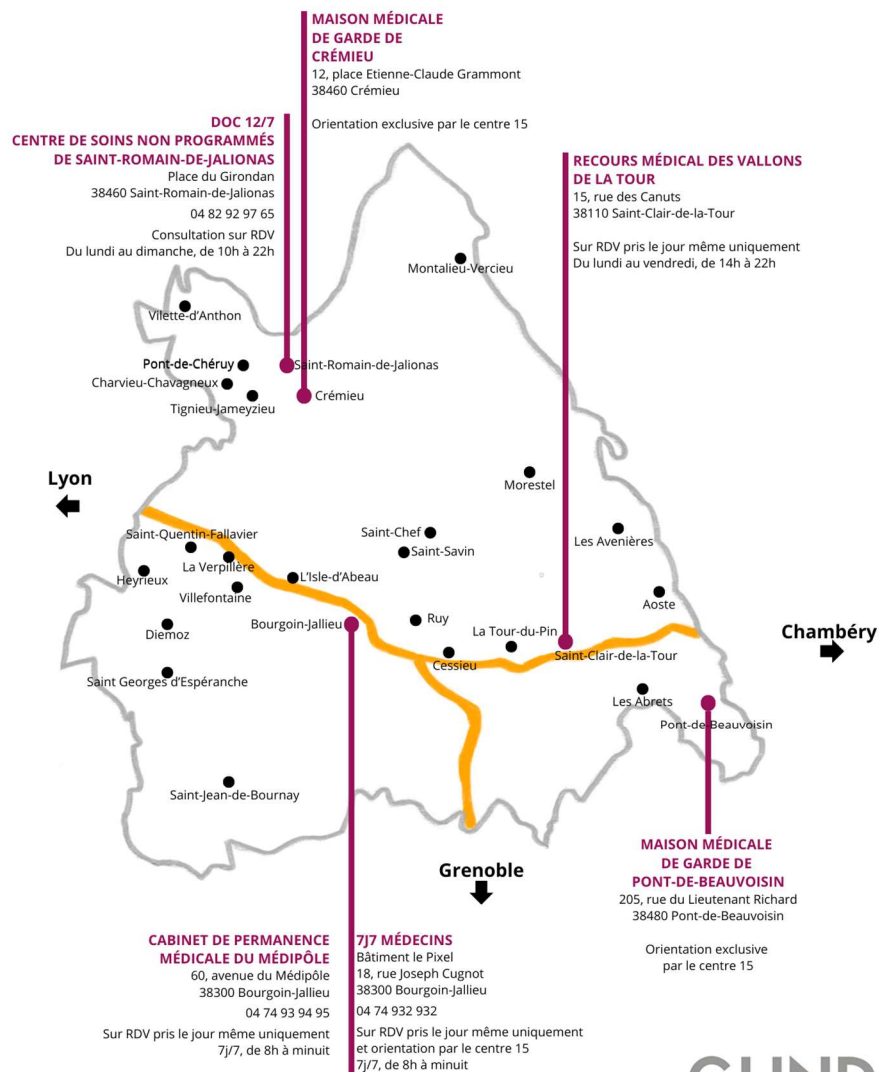 MAISON MÉDICALE
DE GARDE DE
CRÉMIEU
12, place Etienne-Claude Grammont
38460 Crémieu
Orientation exclusive par le centre 15
DOC 12/7
CENTRE DE SOINS NON PROGRAMMÉS
DE SAINT-ROMAIN-DE-JALIONAS
Place du Girondan
38460 Saint-Romain-de-Jalionas
04 82 92 97 65
Consultation sur RDV
Du lundi au dimanche, de 10h à 22h
RECOURS MÉDICAL DES VALLONS
DE LA TOUR
15, rue des Canuts
38110 Saint-Clair-de-la-Tour
Sur RDV pris le jour même uniquement
Du lundi au vendredi, de 14h à 22h
Montalieu-Vercieu
Vilette-d'Anthon
Pont-de-Chéruy
Saint-Romain-de-Jalionas
Charvieu-Chavagneux
Crémieu
Tignieu-Jameyzieu
Lyon
Morestel
Saint-Quentin-Fallavier
Saint-Chef
Les Avenières
Saint-Savin
La Verpillère
Heyrieux
L'Isle-d'Abeau
Villefontaine
Aoste
Bourgoin-Jallieu
Ruy
La Tour-du-Pin
Diemoz
Chambéry
Saint-Clair-de-la-Tour
Cessieu
Saint Georges d'Espéranche
Les Abrets
Pont-de-Beauvoisin
Saint-Jean-de-Bournay
Grenoble
MAISON MÉDICALE
DE GARDE DE
PONT-DE-BEAUVOISIN
205, rue du Lieutenant Richard
38480 Pont-de-Beauvoisin
Orientation exclusive
par le centre 15
CABINET DE PERMANENCE
MÉDICALE DU MÉDIPÔLE
60, avenue du Médipôle
38300 Bourgoin-Jallieu
04 74 93 94 95
Sur RDV pris le jour même uniquement
7j/7, de 8h à minuit
7J7 MÉDECINS
Bâtiment le Pixel
18, rue Joseph Cugnot
38300 Bourgoin-Jallieu
04 74 932 932
Sur RDV pris le jour même uniquement
et orientation par le centre 15
7j/7, de 8h à minuit